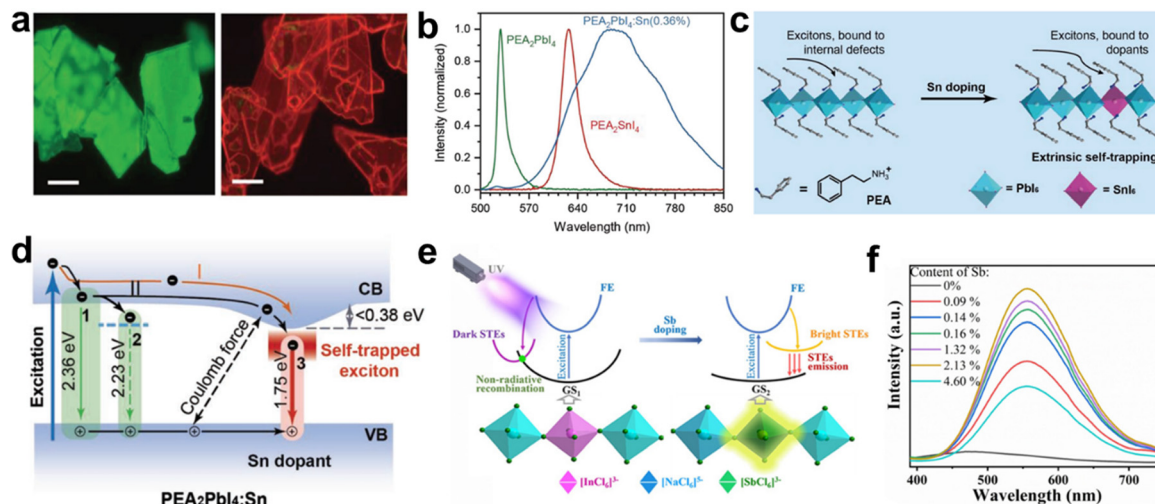 a
b
PEA₂PbI₄:Sn(0.36%)
PEA₂PbI₄
PEA₂SnI₄
Intensity (normalized)
1.0
0.8
0.6
0.4
0.2
0.0
500 570 640 710 780 850
Wavelength (nm)
c
Excitons, bound to
internal defects
Sn doping
Excitons, bound to
dopants
Extrinsic self-trapping
=
NH₃⁺
PEA
= PbI₆
= SnI₆
d
Excitation
I
II
CB
<0.38 eV
1
2
3
2.36 eV
2.23 eV
Coulomb force
Self-trapped
exciton
1.75 eV
VB
Sn dopant
PEA₂PbI₄:Sn
e
UV
FE
Dark STEs
Excitation
Non-radiative
recombination
GS₁
Sb
doping
FE
Bright STEs
Excitation
STEs
emission
GS₂
[InCl₆]³⁻
[NaCl₆]⁵⁻
[SbCl₆]³⁻
f
Content of Sb:
0%
0.09 %
0.14 %
0.16 %
1.32 %
2.13 %
4.60 %
Intensity (a.u.)
400 500 600 700
Wavelength (nm)